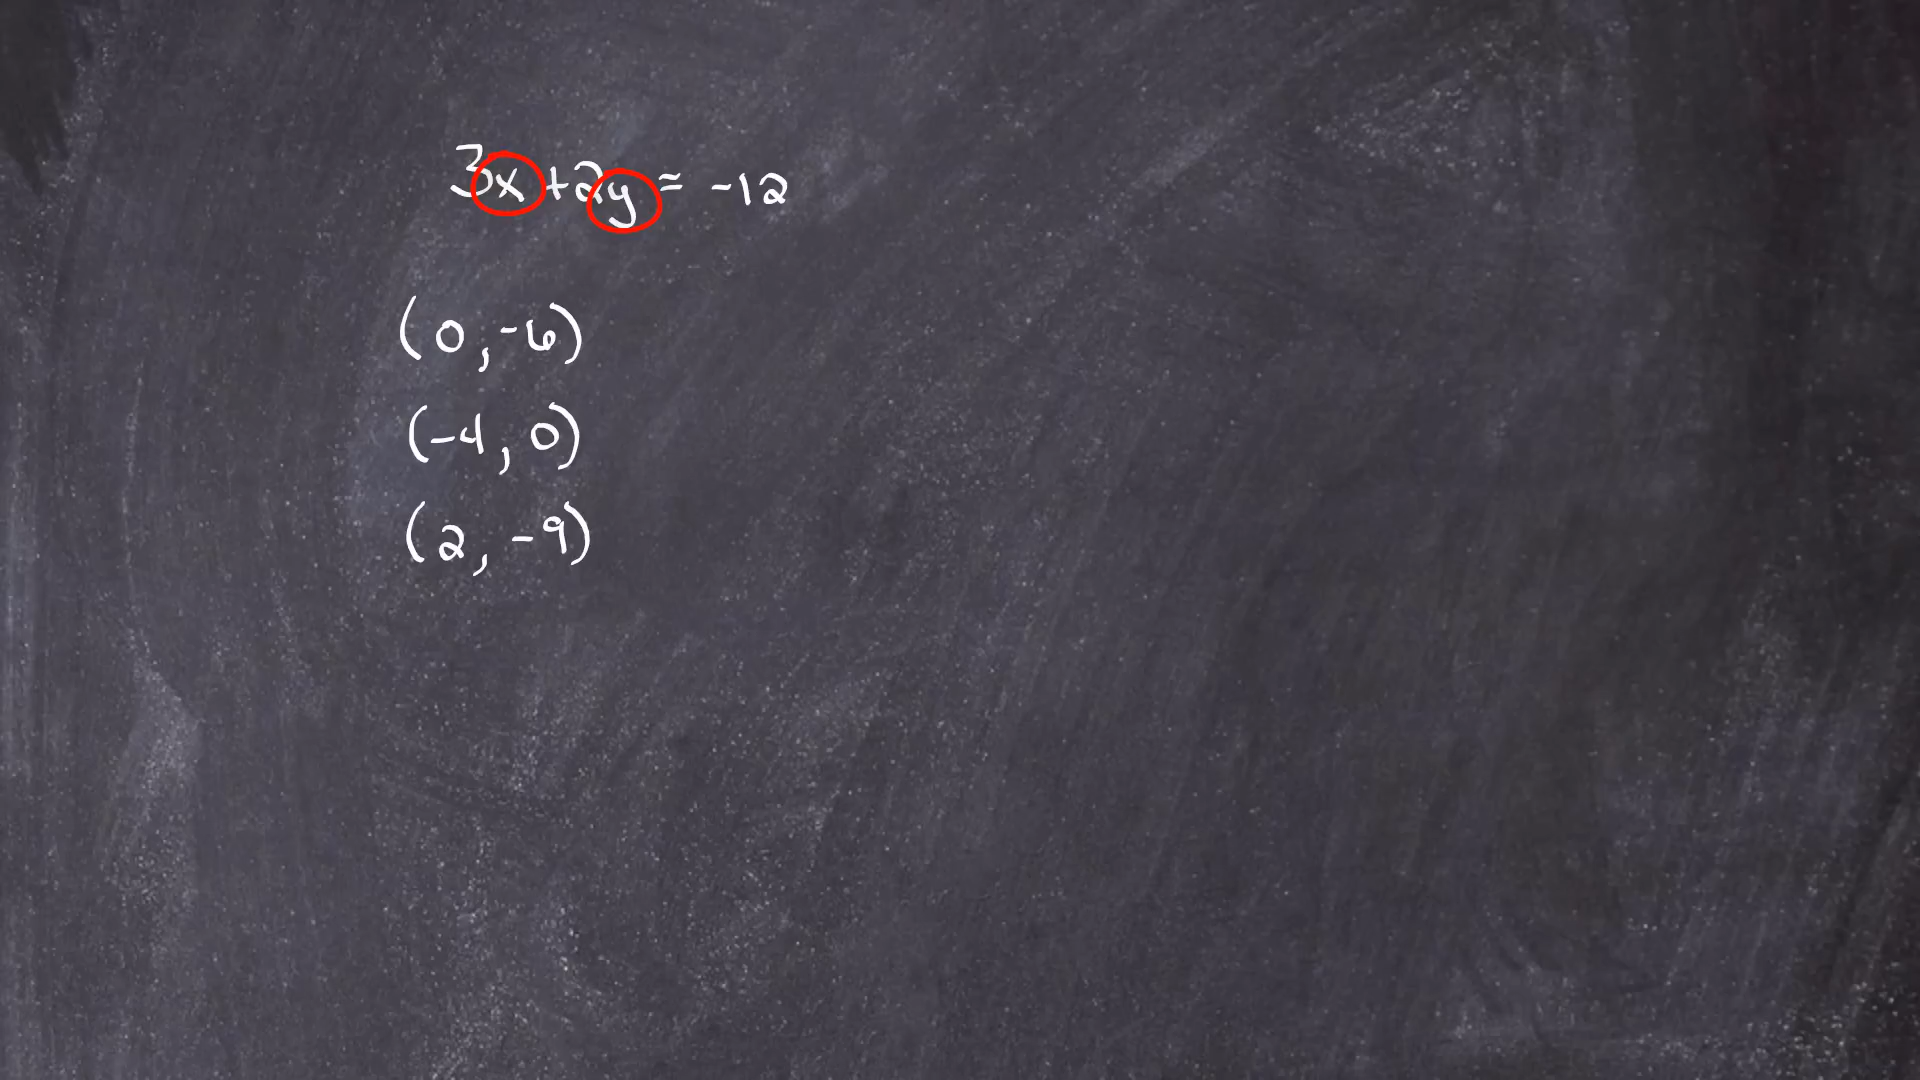 3x+2y = -12
(0, -6)
(-4, 0)
(2, -9)